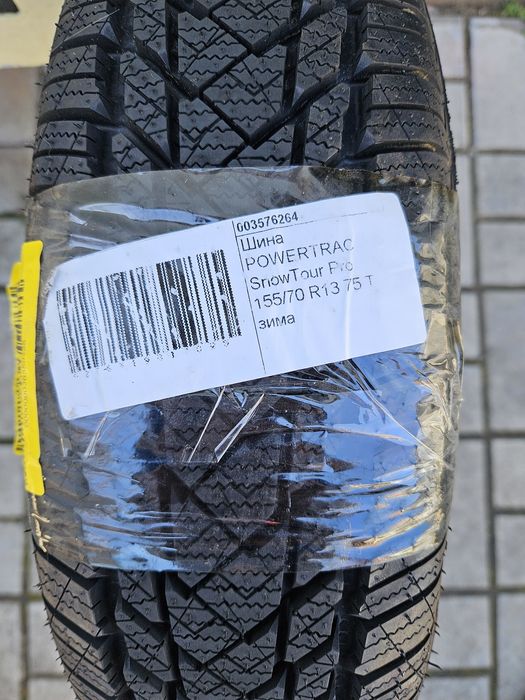 003576264
Шина
POWERTRAC
SnowTour Pro
155/70 R13 75 T
зима